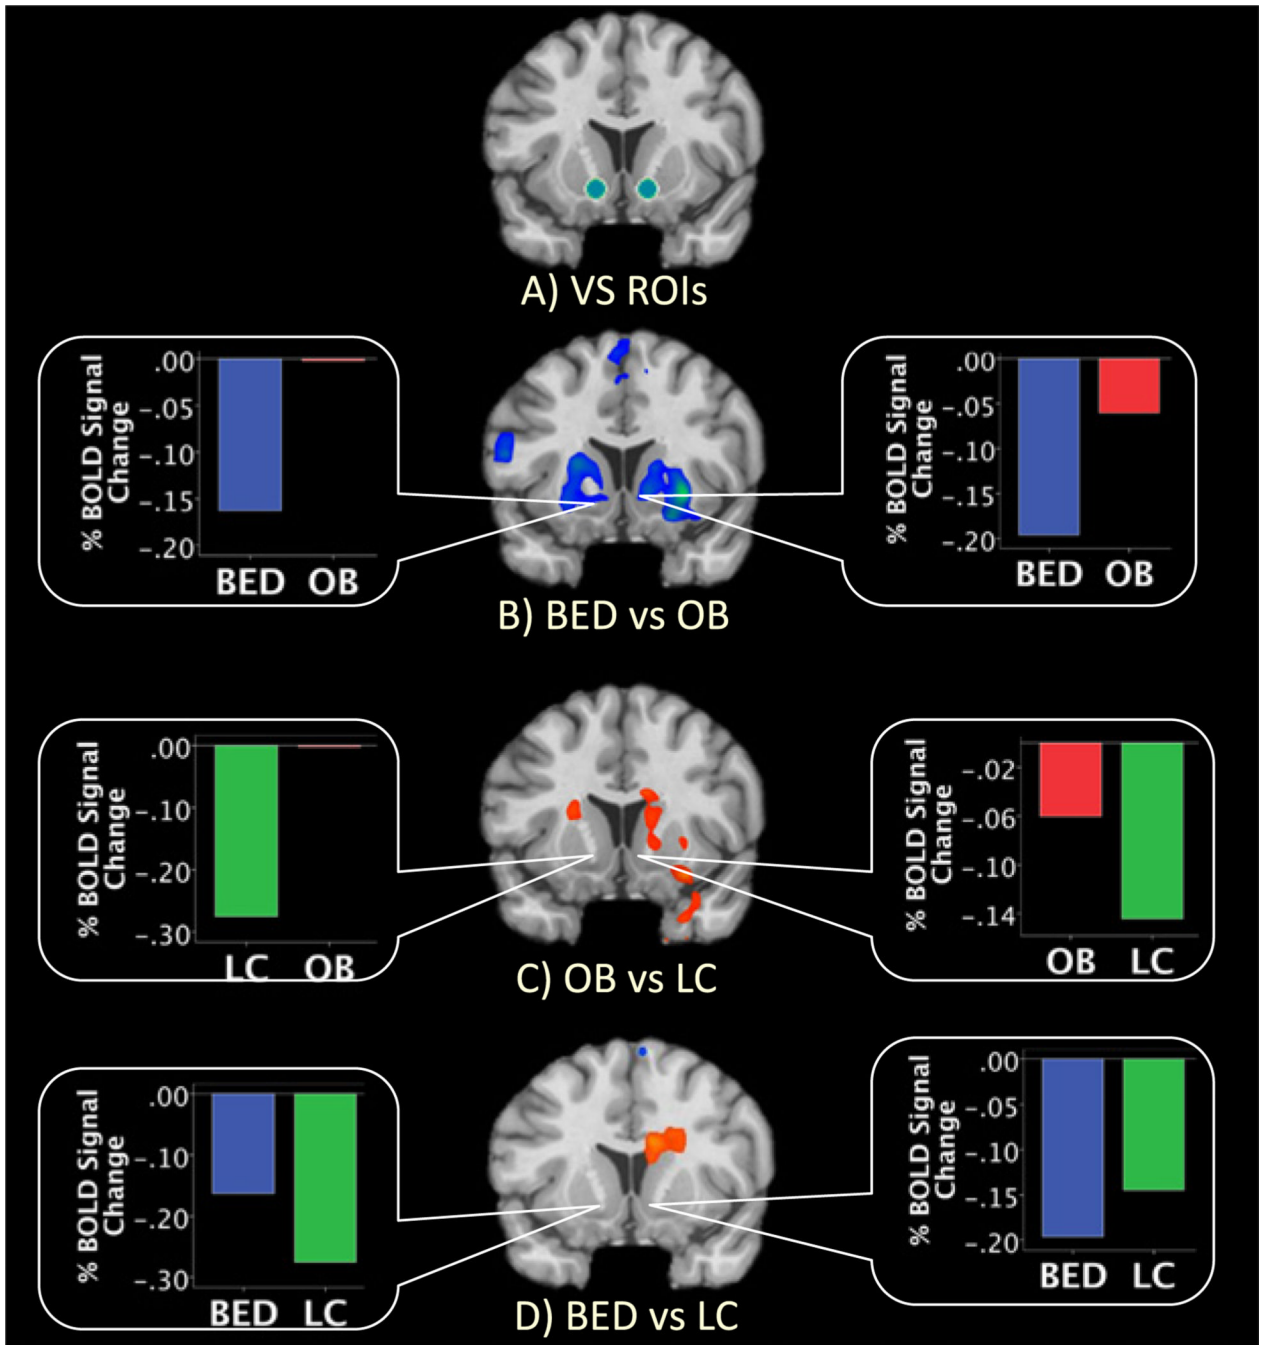 A) VS ROIs
% BOLD Signal
Change
.00
-.05
-.10
-.15
-.20
BED OB
% BOLD Signal
Change
.00
-.05
-.10
-.15
-.20
BED OB
B) BED vs OB
% BOLD Signal
Change
.00
-.10
-.20
-.30
LC OB
% BOLD Signal
Change
-.02
-.06
-.10
-.14
OB LC
C) OB vs LC
% BOLD Signal
Change
.00
-.10
-.20
-.30
BED LC
% BOLD Signal
Change
.00
-.05
-.10
-.15
-.20
BED LC
D) BED vs LC